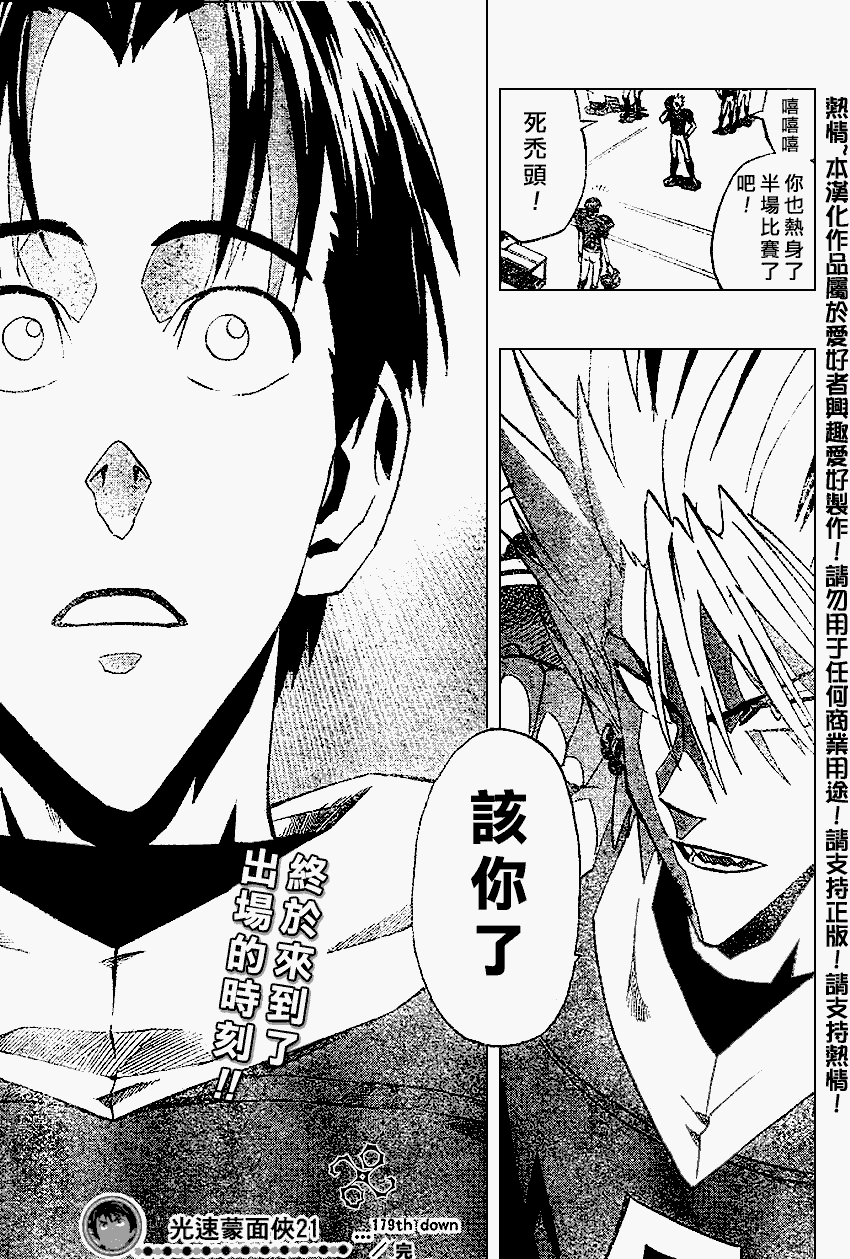 嘻嘻嘻
你也熱身了
半場比賽了
吧！
死禿頭！
該你了
終於來到了
出場的時刻!!
光速蒙面俠21
...179th down
／完
熱情～本漢化作品屬於愛好者興趣愛好製作！請勿用于任何商業用途！請支持正版！請支持熱情！